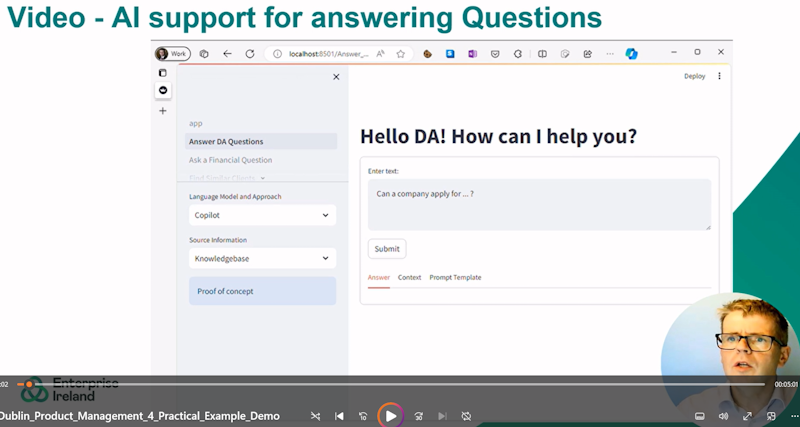 Video - AI support for answering Questions
Work
localhost:8501/Answer_...
Deploy
app
Answer DA Questions
Ask a Financial Question
Find Similar Clients
Language Model and Approach
Copilot
Source Information
Knowledgebase
Proof of concept
Hello DA! How can I help you?
Enter text:
Can a company apply for ... ?
Submit
Answer Context Prompt Template
:02
00:05:01
Enterprise
Ireland
Dublin_Product_Management_4_Practical_Example_Demo